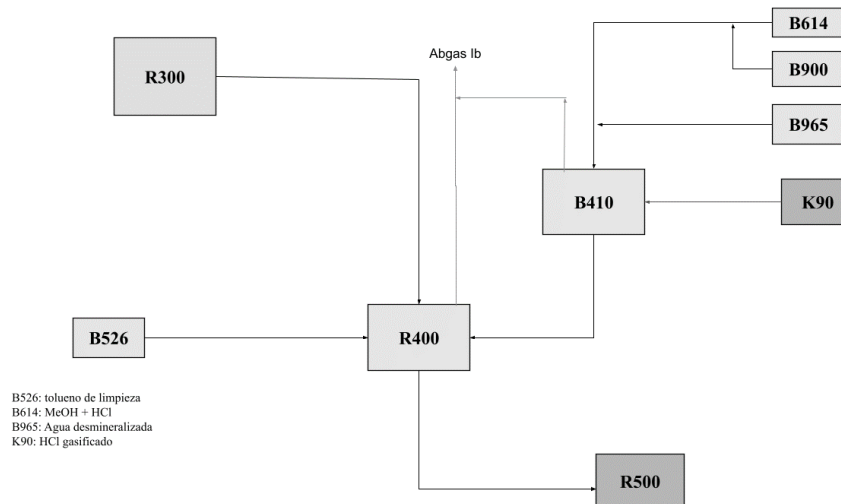 B614
R300
Abgas Ib
B900
B965
B410
K90
B526
R400
B526: tolueno de limpieza
B614: MeOH + HCl
B965: Agua desmineralizada
K90: HCl gasificado
R500